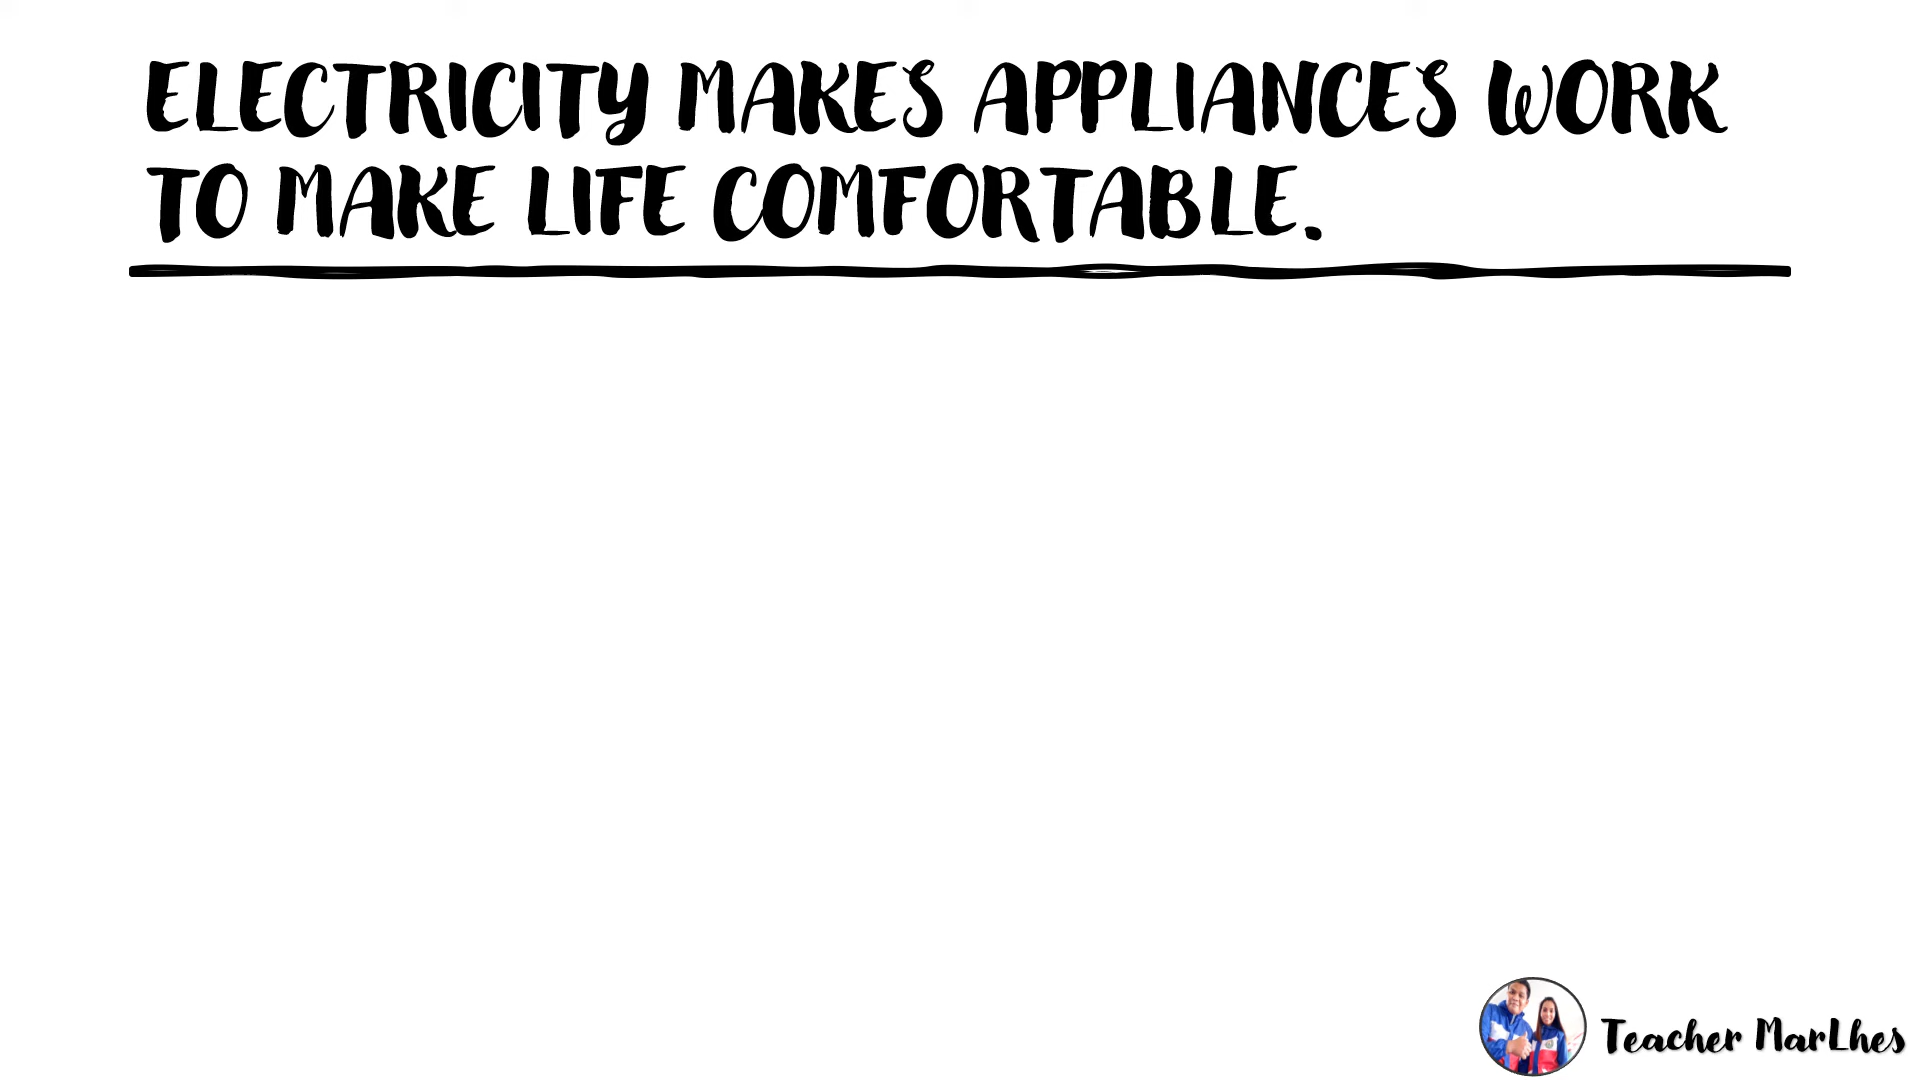 ELECTRICITY MAKES APPLIANCES WORK
TO MAKE LIFE COMFORTABLE.
Teacher MarLhes